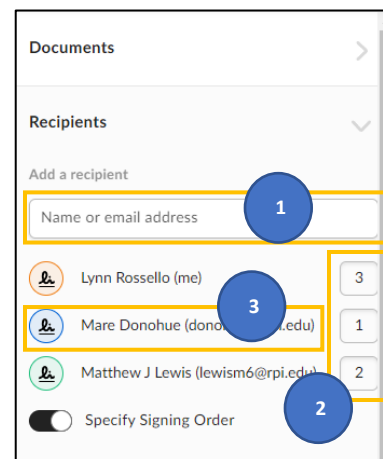 Documents
Recipients
Add a recipient
Name or email address
1
Lynn Rossello (me)
3
3
Mare Donohue (dono .edu)
1
Matthew J Lewis (lewism6@rpi.edu)
2
2
Specify Signing Order